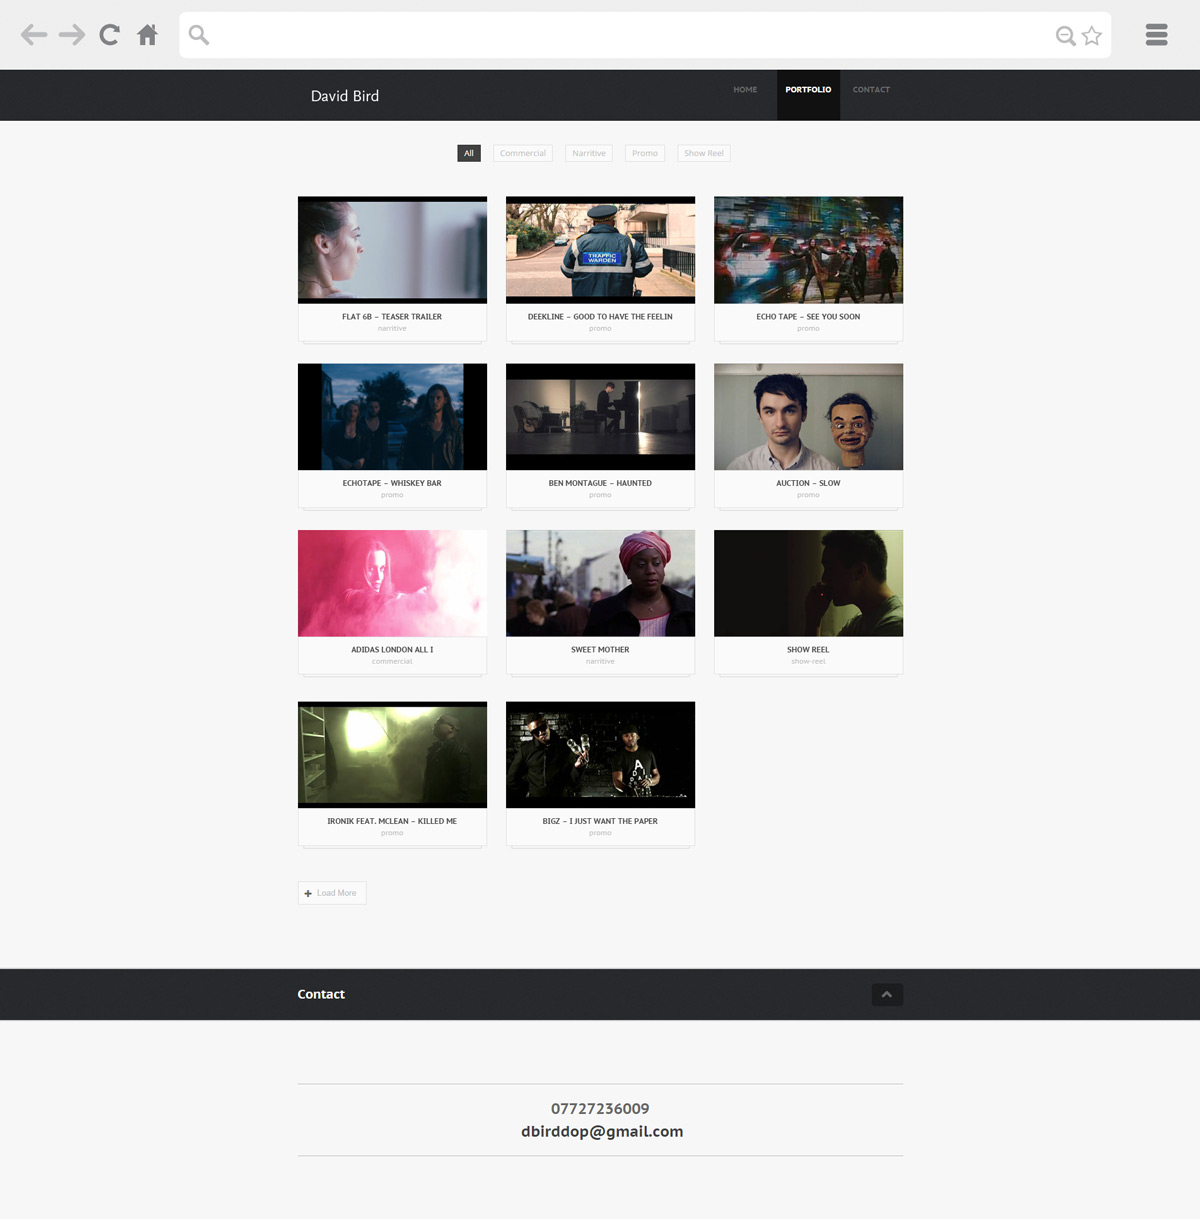 David Bird
HOME PORTFOLIO CONTACT
All Commercial Narritive Promo Show Reel
TRAFFIC
WARDEN
FLAT 6B – TEASER TRAILER
narritive
DEEKLINE – GOOD TO HAVE THE FEELIN
promo
ECHO TAPE – SEE YOU SOON
promo
ECHOTAPE – WHISKEY BAR
promo
BEN MONTAGUE – HAUNTED
promo
AUCTION – SLOW
promo
ADIDAS LONDON ALL I
commercial
SWEET MOTHER
narritive
SHOW REEL
show-reel
IRONIK FEAT. MCLEAN – KILLED ME
promo
BIGZ – I JUST WANT THE PAPER
promo
Load More
Contact
07727236009
dbirddop@gmail.com